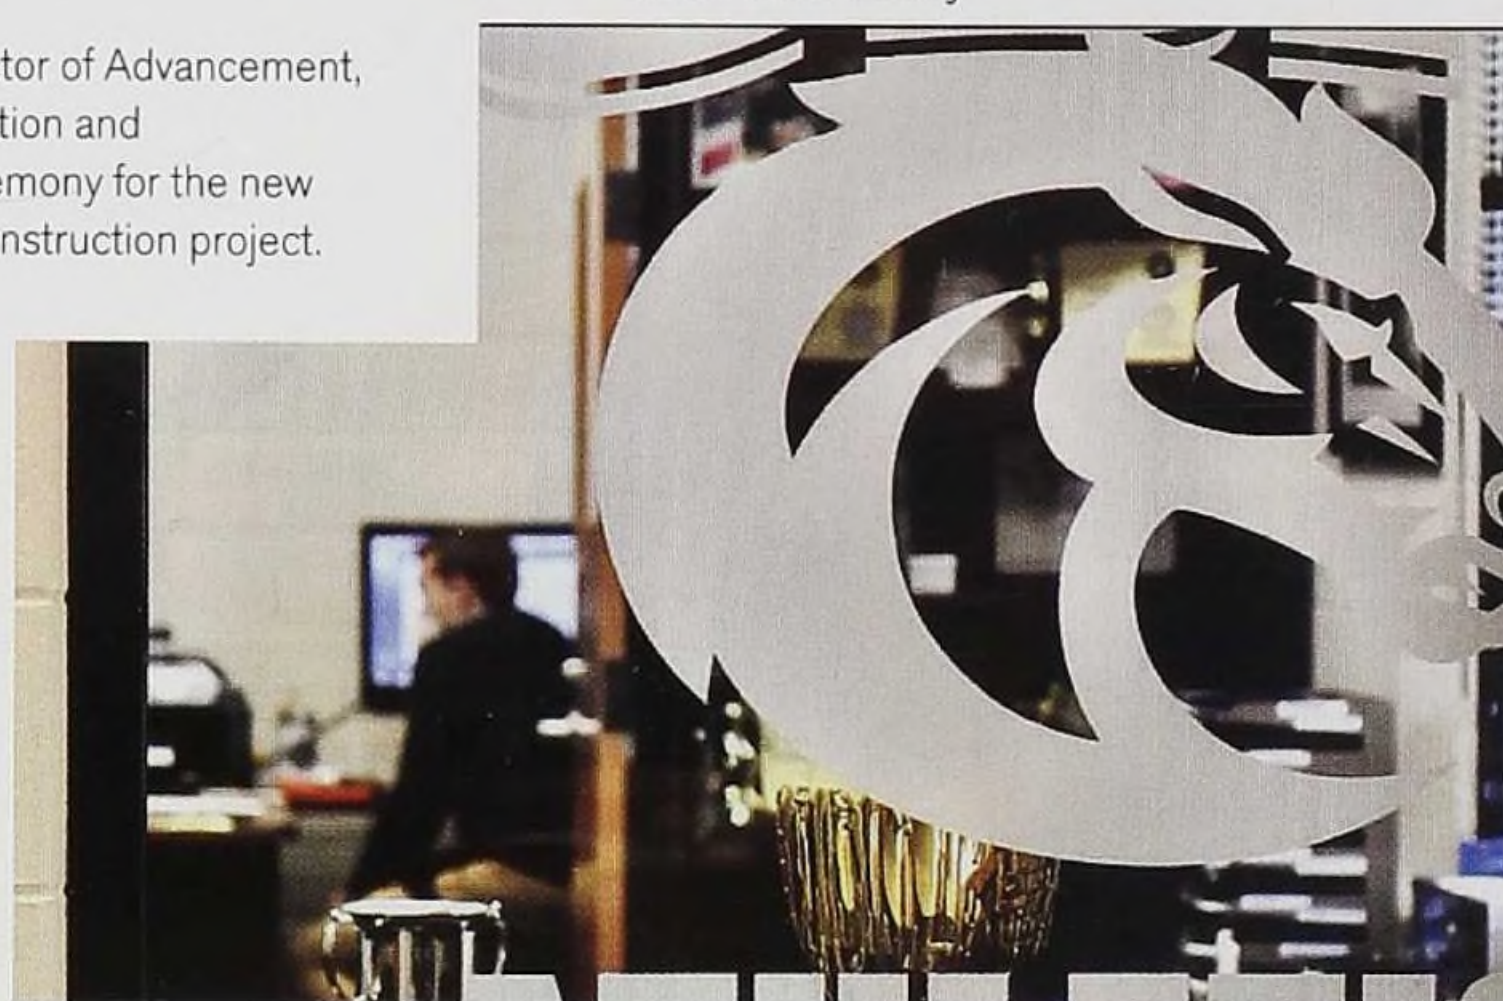 tor of Advancement,
tion and
emony for the new
nstruction project.